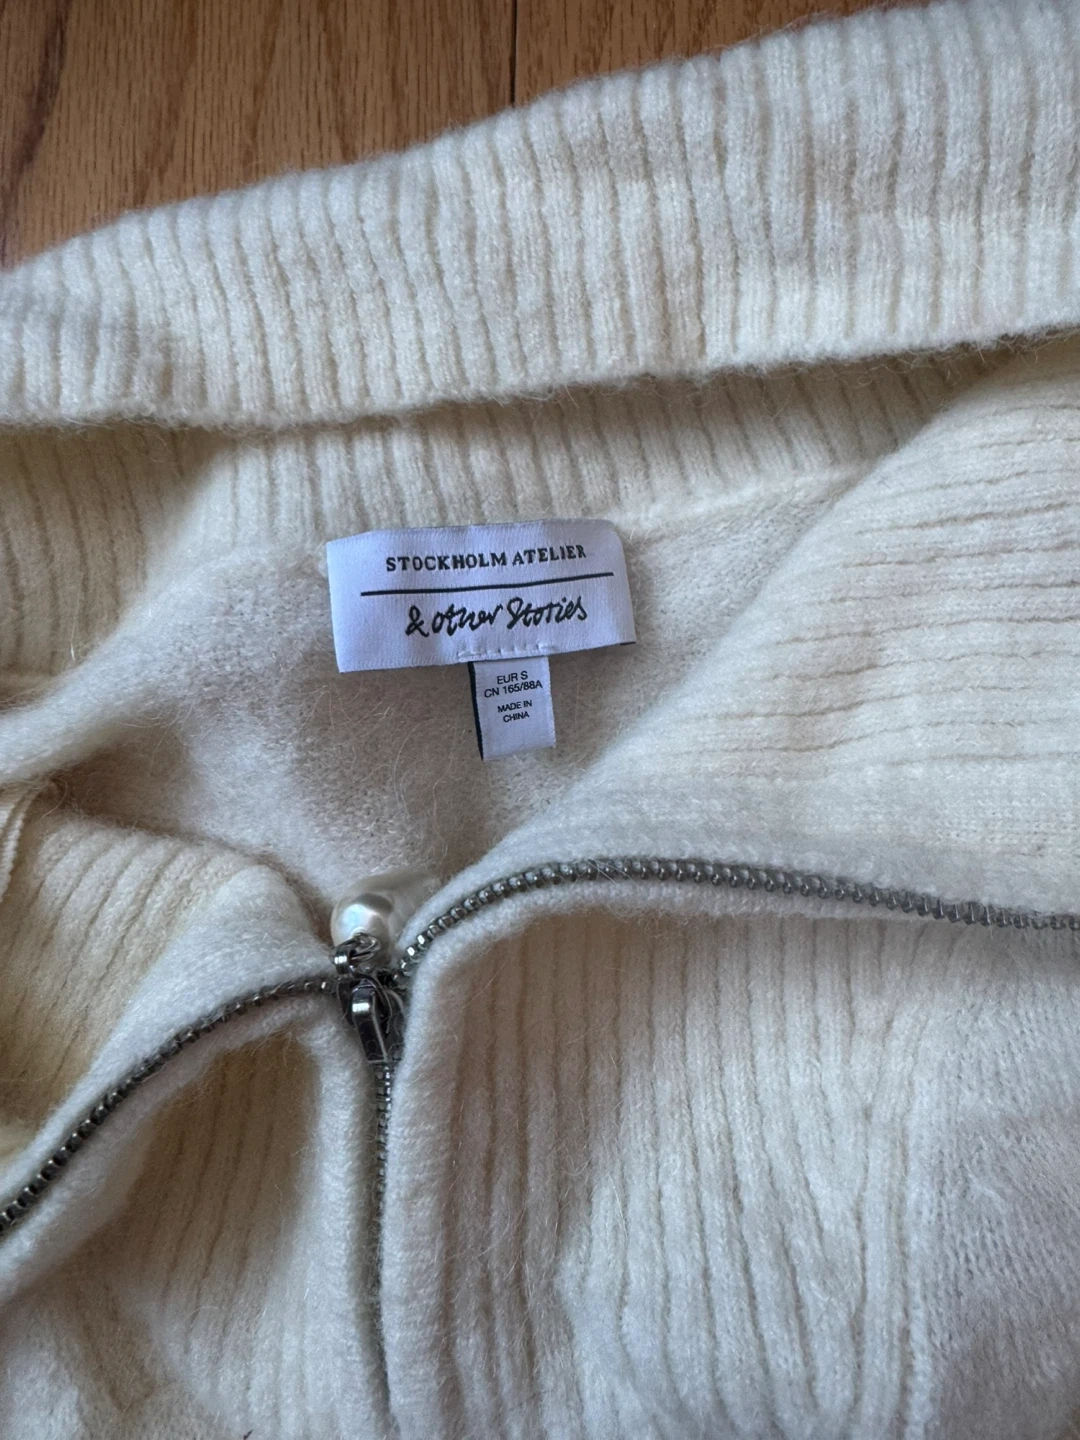 STOCKHOLM ATELIER
& other Stories
EUR S
CN 165/88A
MADE IN
CHINA